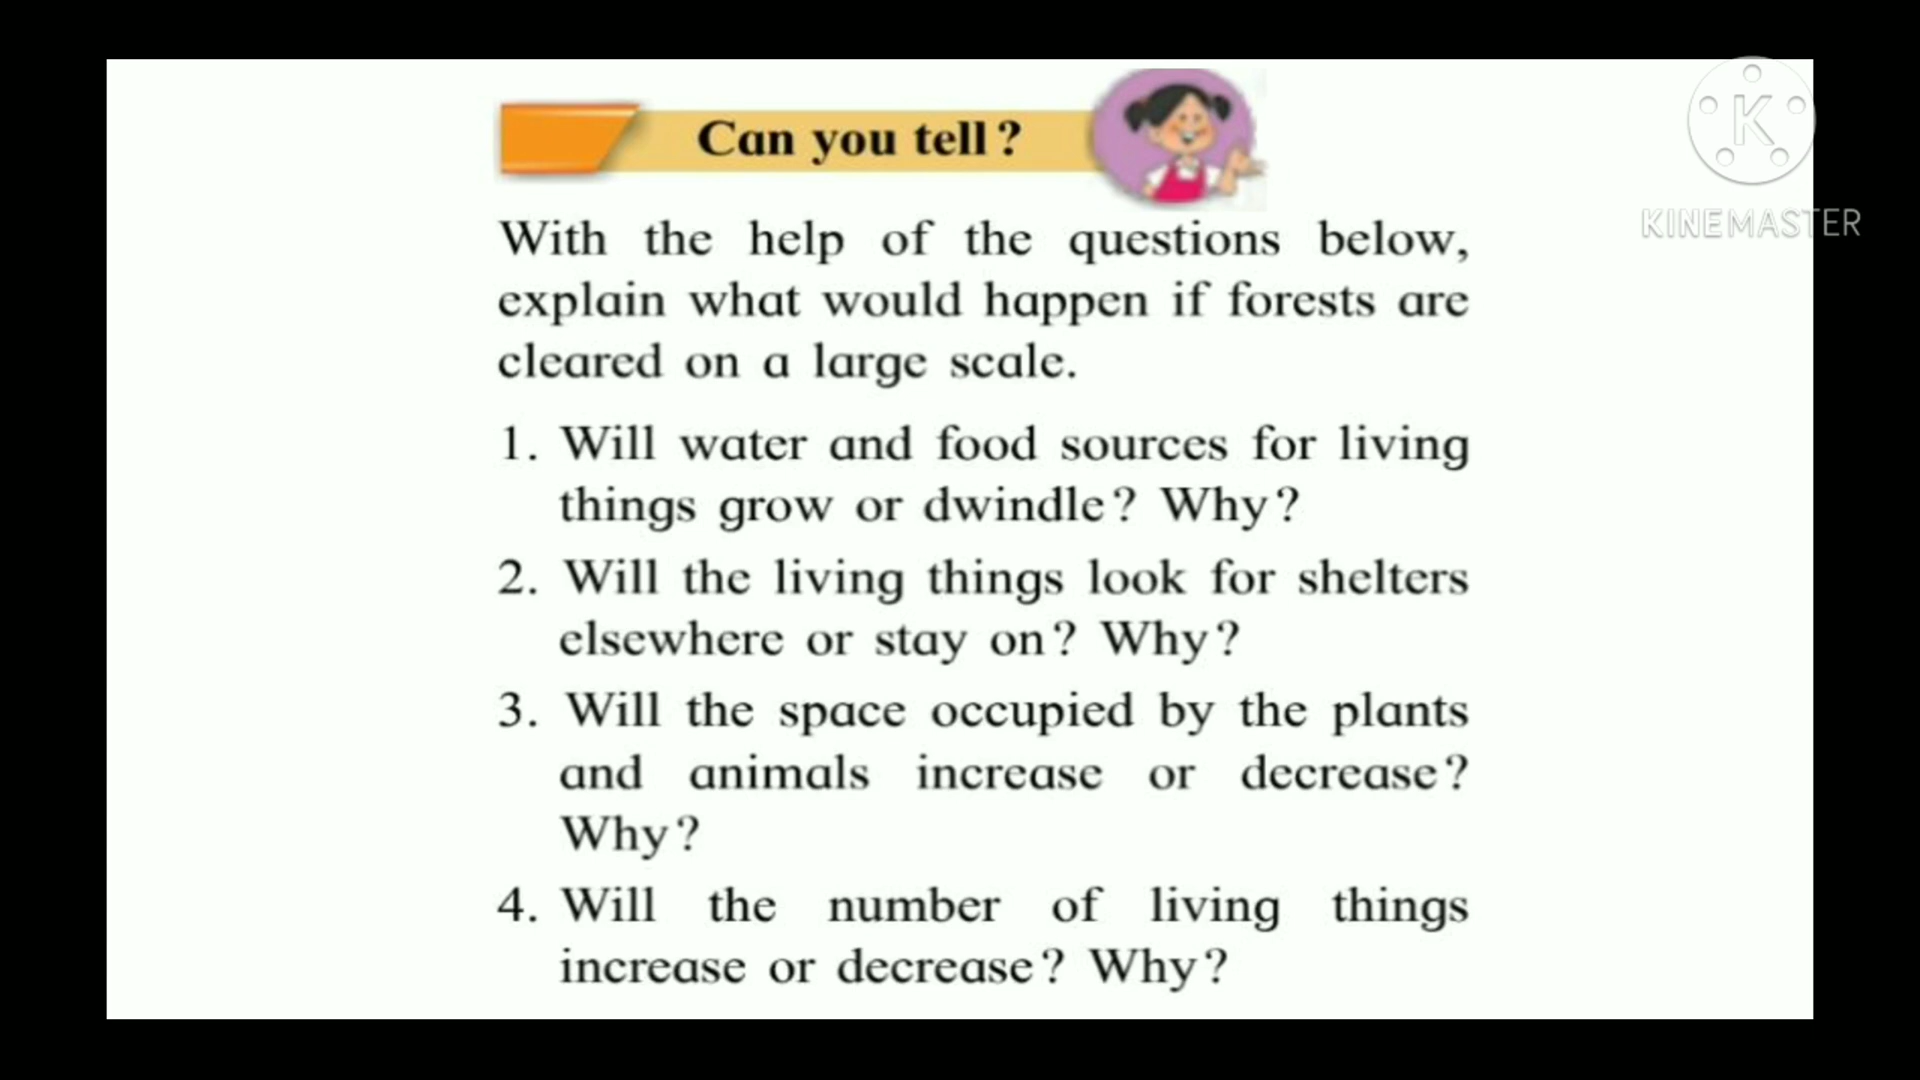 Can you tell?
K
KINEMASTER
With the help of the questions below,
explain what would happen if forests are
cleared on a large scale.
1. Will water and food sources for living
things grow or dwindle? Why?
2. Will the living things look for shelters
elsewhere or stay on? Why?
3. Will the space occupied by the plants
and animals increase or decrease?
Why?
4. Will the number of living things
increase or decrease? Why?